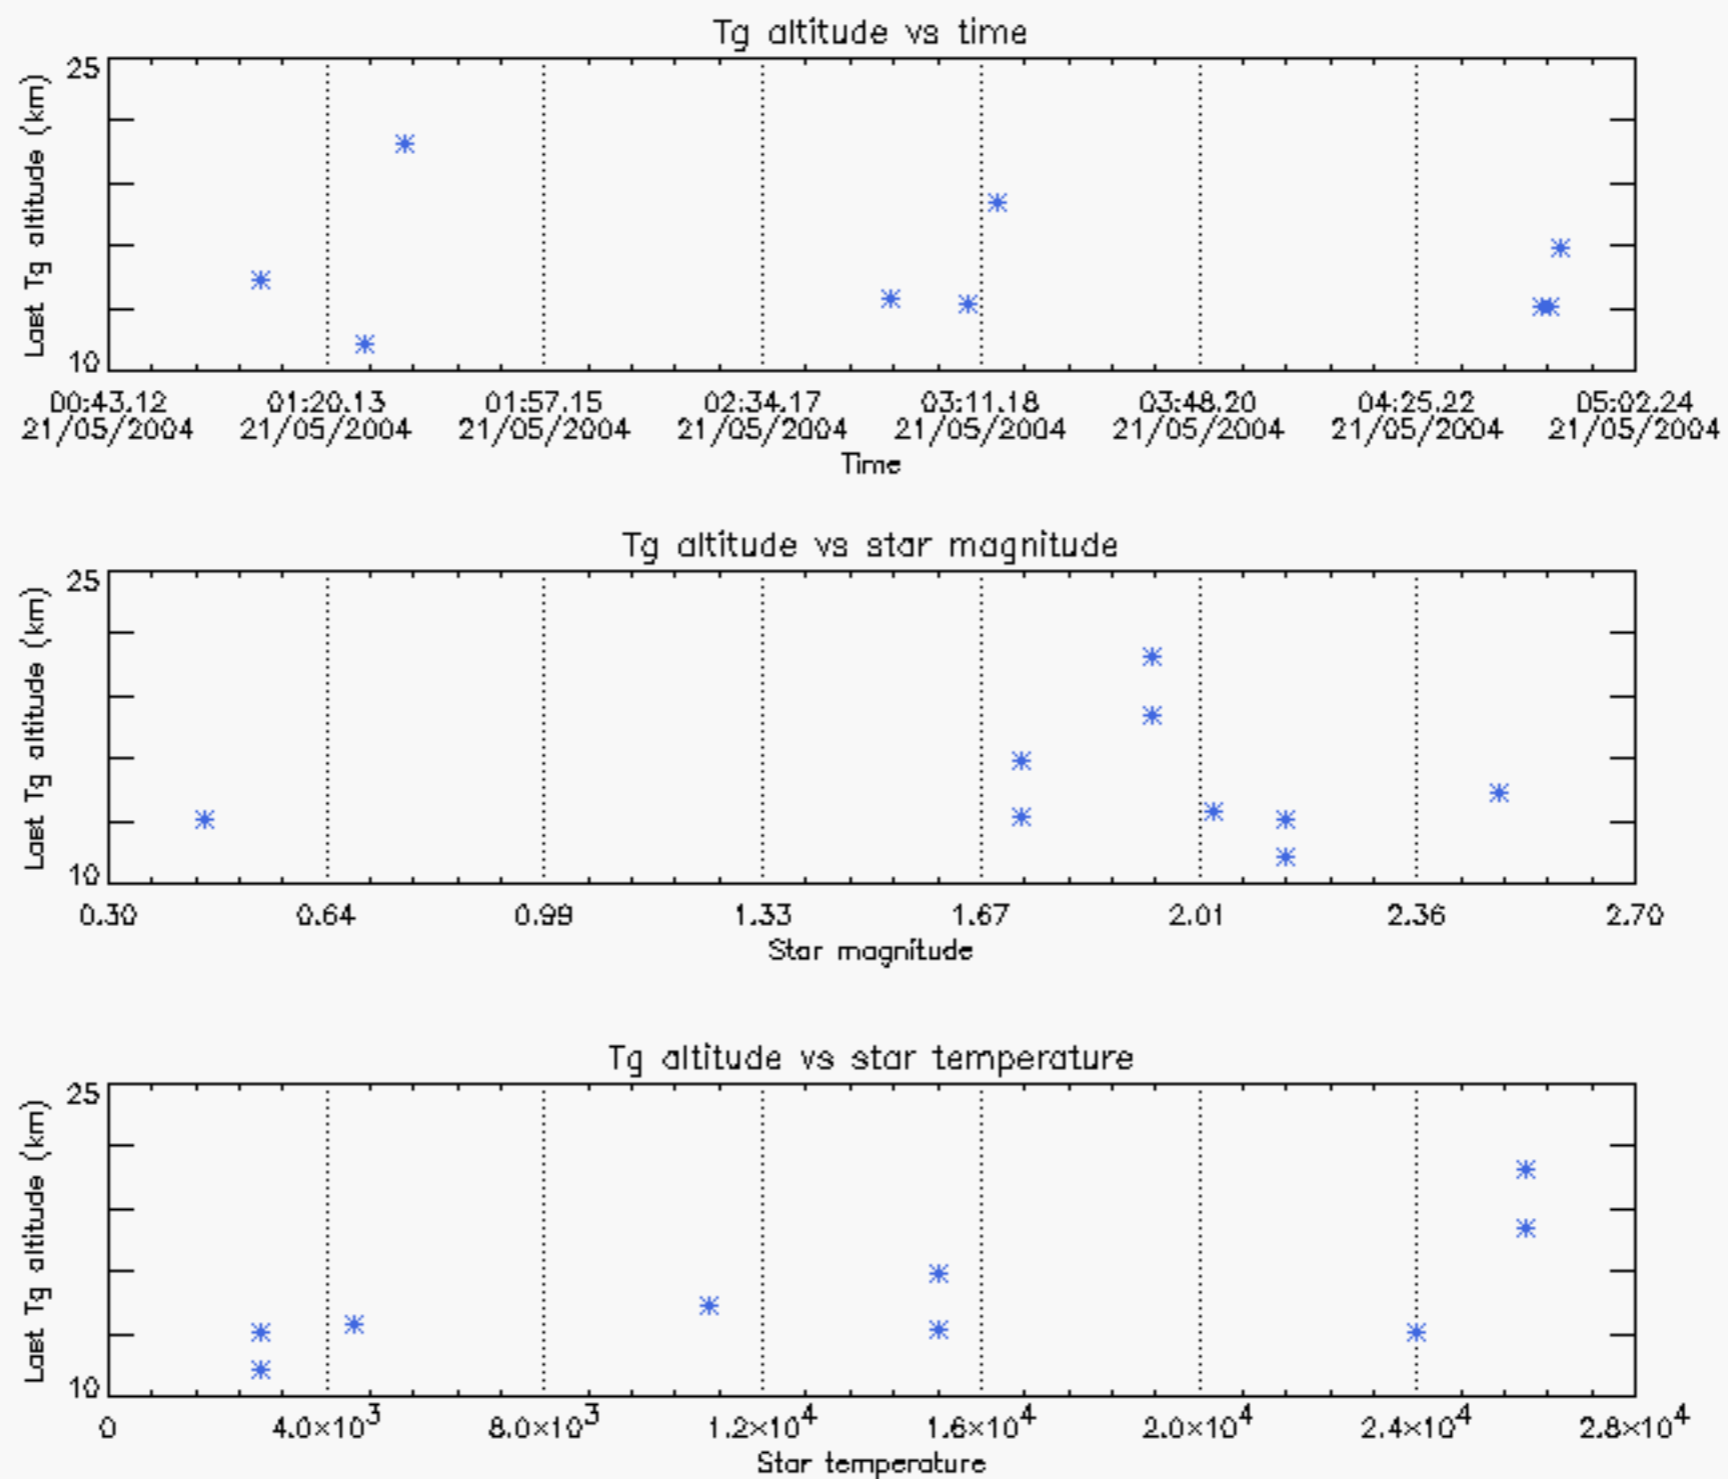 Tg altitude vs time
25
Last Tg altitude (km)
10
00:43.12 01:20.13 01:57.15 02:34.17 03:11.18 03:48.20 04:25.22 05:02.24
21/05/2004 21/05/2004 21/05/2004 21/05/2004 21/05/2004 21/05/2004 21/05/2004 21/05/2004
Time
Tg altitude vs star magnitude
25
Last Tg altitude (km)
10
0.30 0.64 0.99 1.33 1.67 2.01 2.36 2.70
Star magnitude
Tg altitude vs star temperature
25
Last Tg altitude (km)
10
0 4.0×10³ 8.0×10³ 1.2×10⁴ 1.6×10⁴ 2.0×10⁴ 2.4×10⁴ 2.8×10⁴
Star temperature